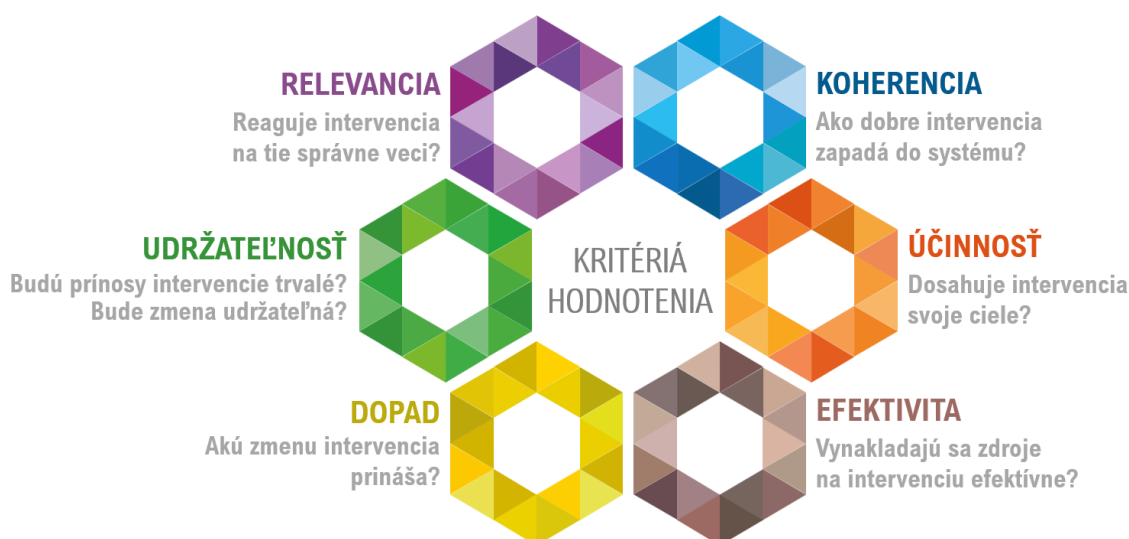 RELEVANCIA
Reaguje intervencia
na tie správne veci?
KOHERENCIA
Ako dobre intervencia
zapadá do systému?
UDRŽATEĽNOSŤ
Budú prínosy intervencie trvalé?
Bude zmena udržateľná?
KRITÉRIÁ
HODNOTENIA
ÚČINNOSŤ
Dosahuje intervencia
svoje ciele?
DOPAD
Akú zmenu intervencia
prináša?
EFEKTIVITA
Vynakladajú sa zdroje
na intervenciu efektívne?